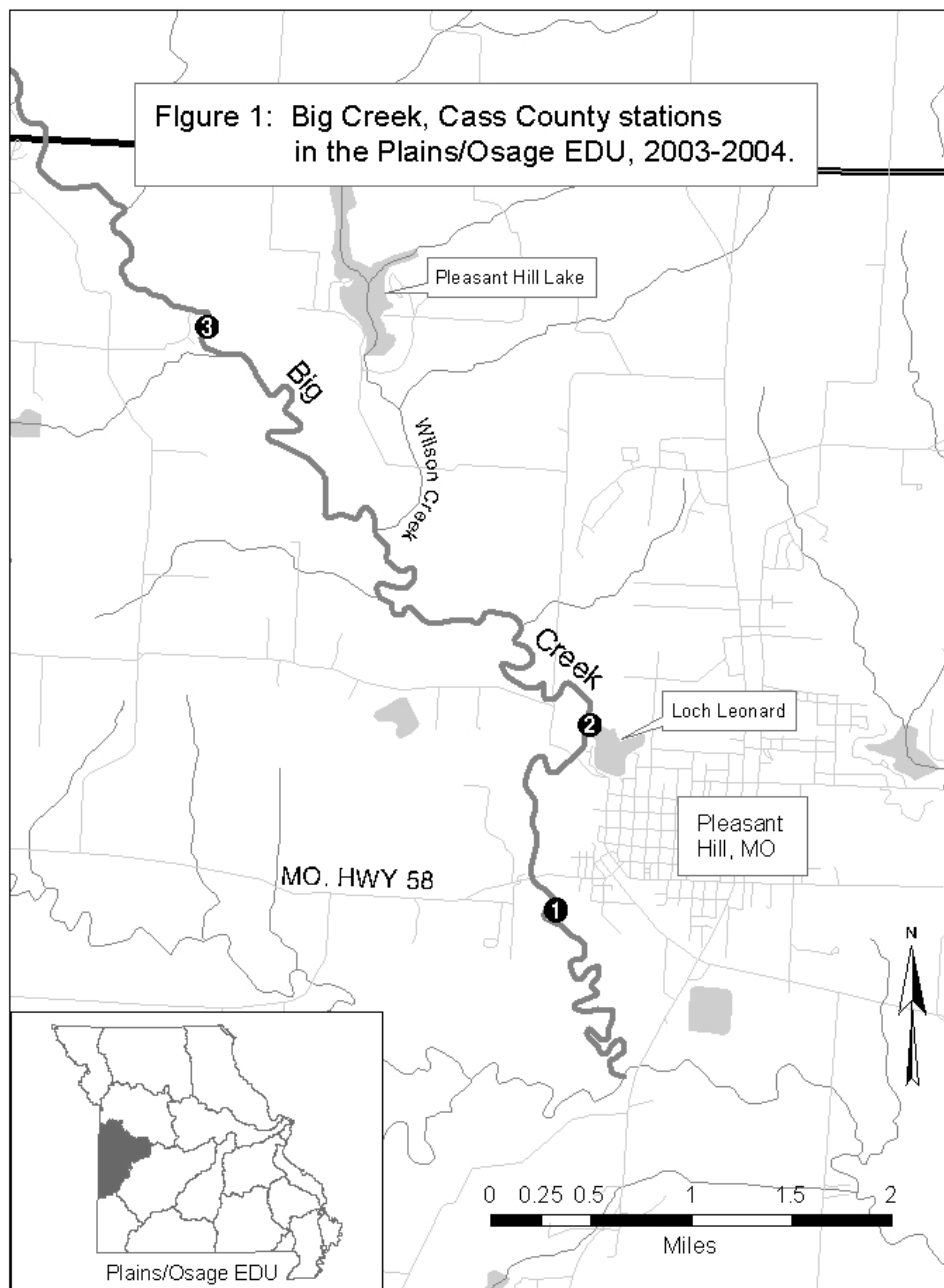 FIgure 1: Big Creek, Cass County stations
in the Plains/Osage EDU, 2003-2004.
Pleasant Hill Lake
3
Big
Wilson Creek
Creek
2
Loch Leonard
Pleasant
Hill, MO
MO. HWY 58
1
N
0 0.25 0.5 1 1.5 2
Miles
Plains/Osage EDU